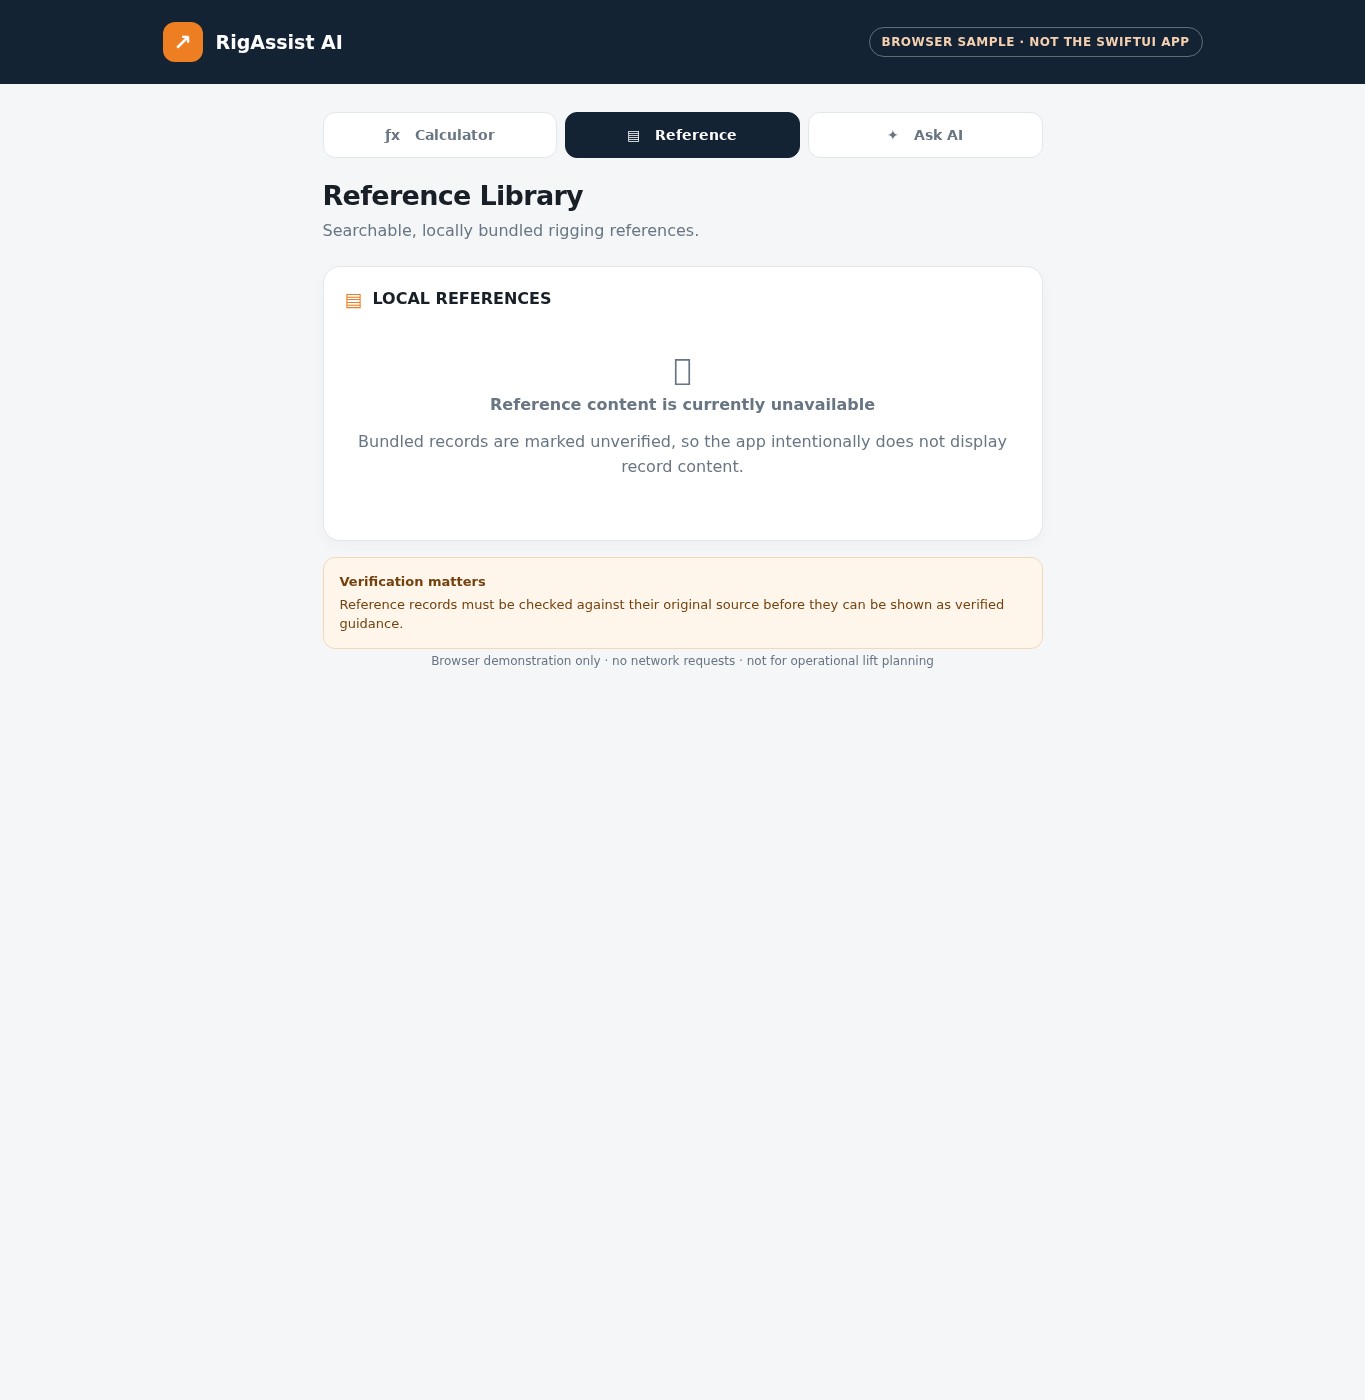 ↗ RigAssist AI
BROWSER SAMPLE · NOT THE SWIFTUI APP
ƒx Calculator
▤ Reference
✦ Ask AI
Reference Library
Searchable, locally bundled rigging references.
▤ LOCAL REFERENCES
Reference content is currently unavailable
Bundled records are marked unverified, so the app intentionally does not display
record content.
Verification matters
Reference records must be checked against their original source before they can be shown as verified
guidance.
Browser demonstration only · no network requests · not for operational lift planning